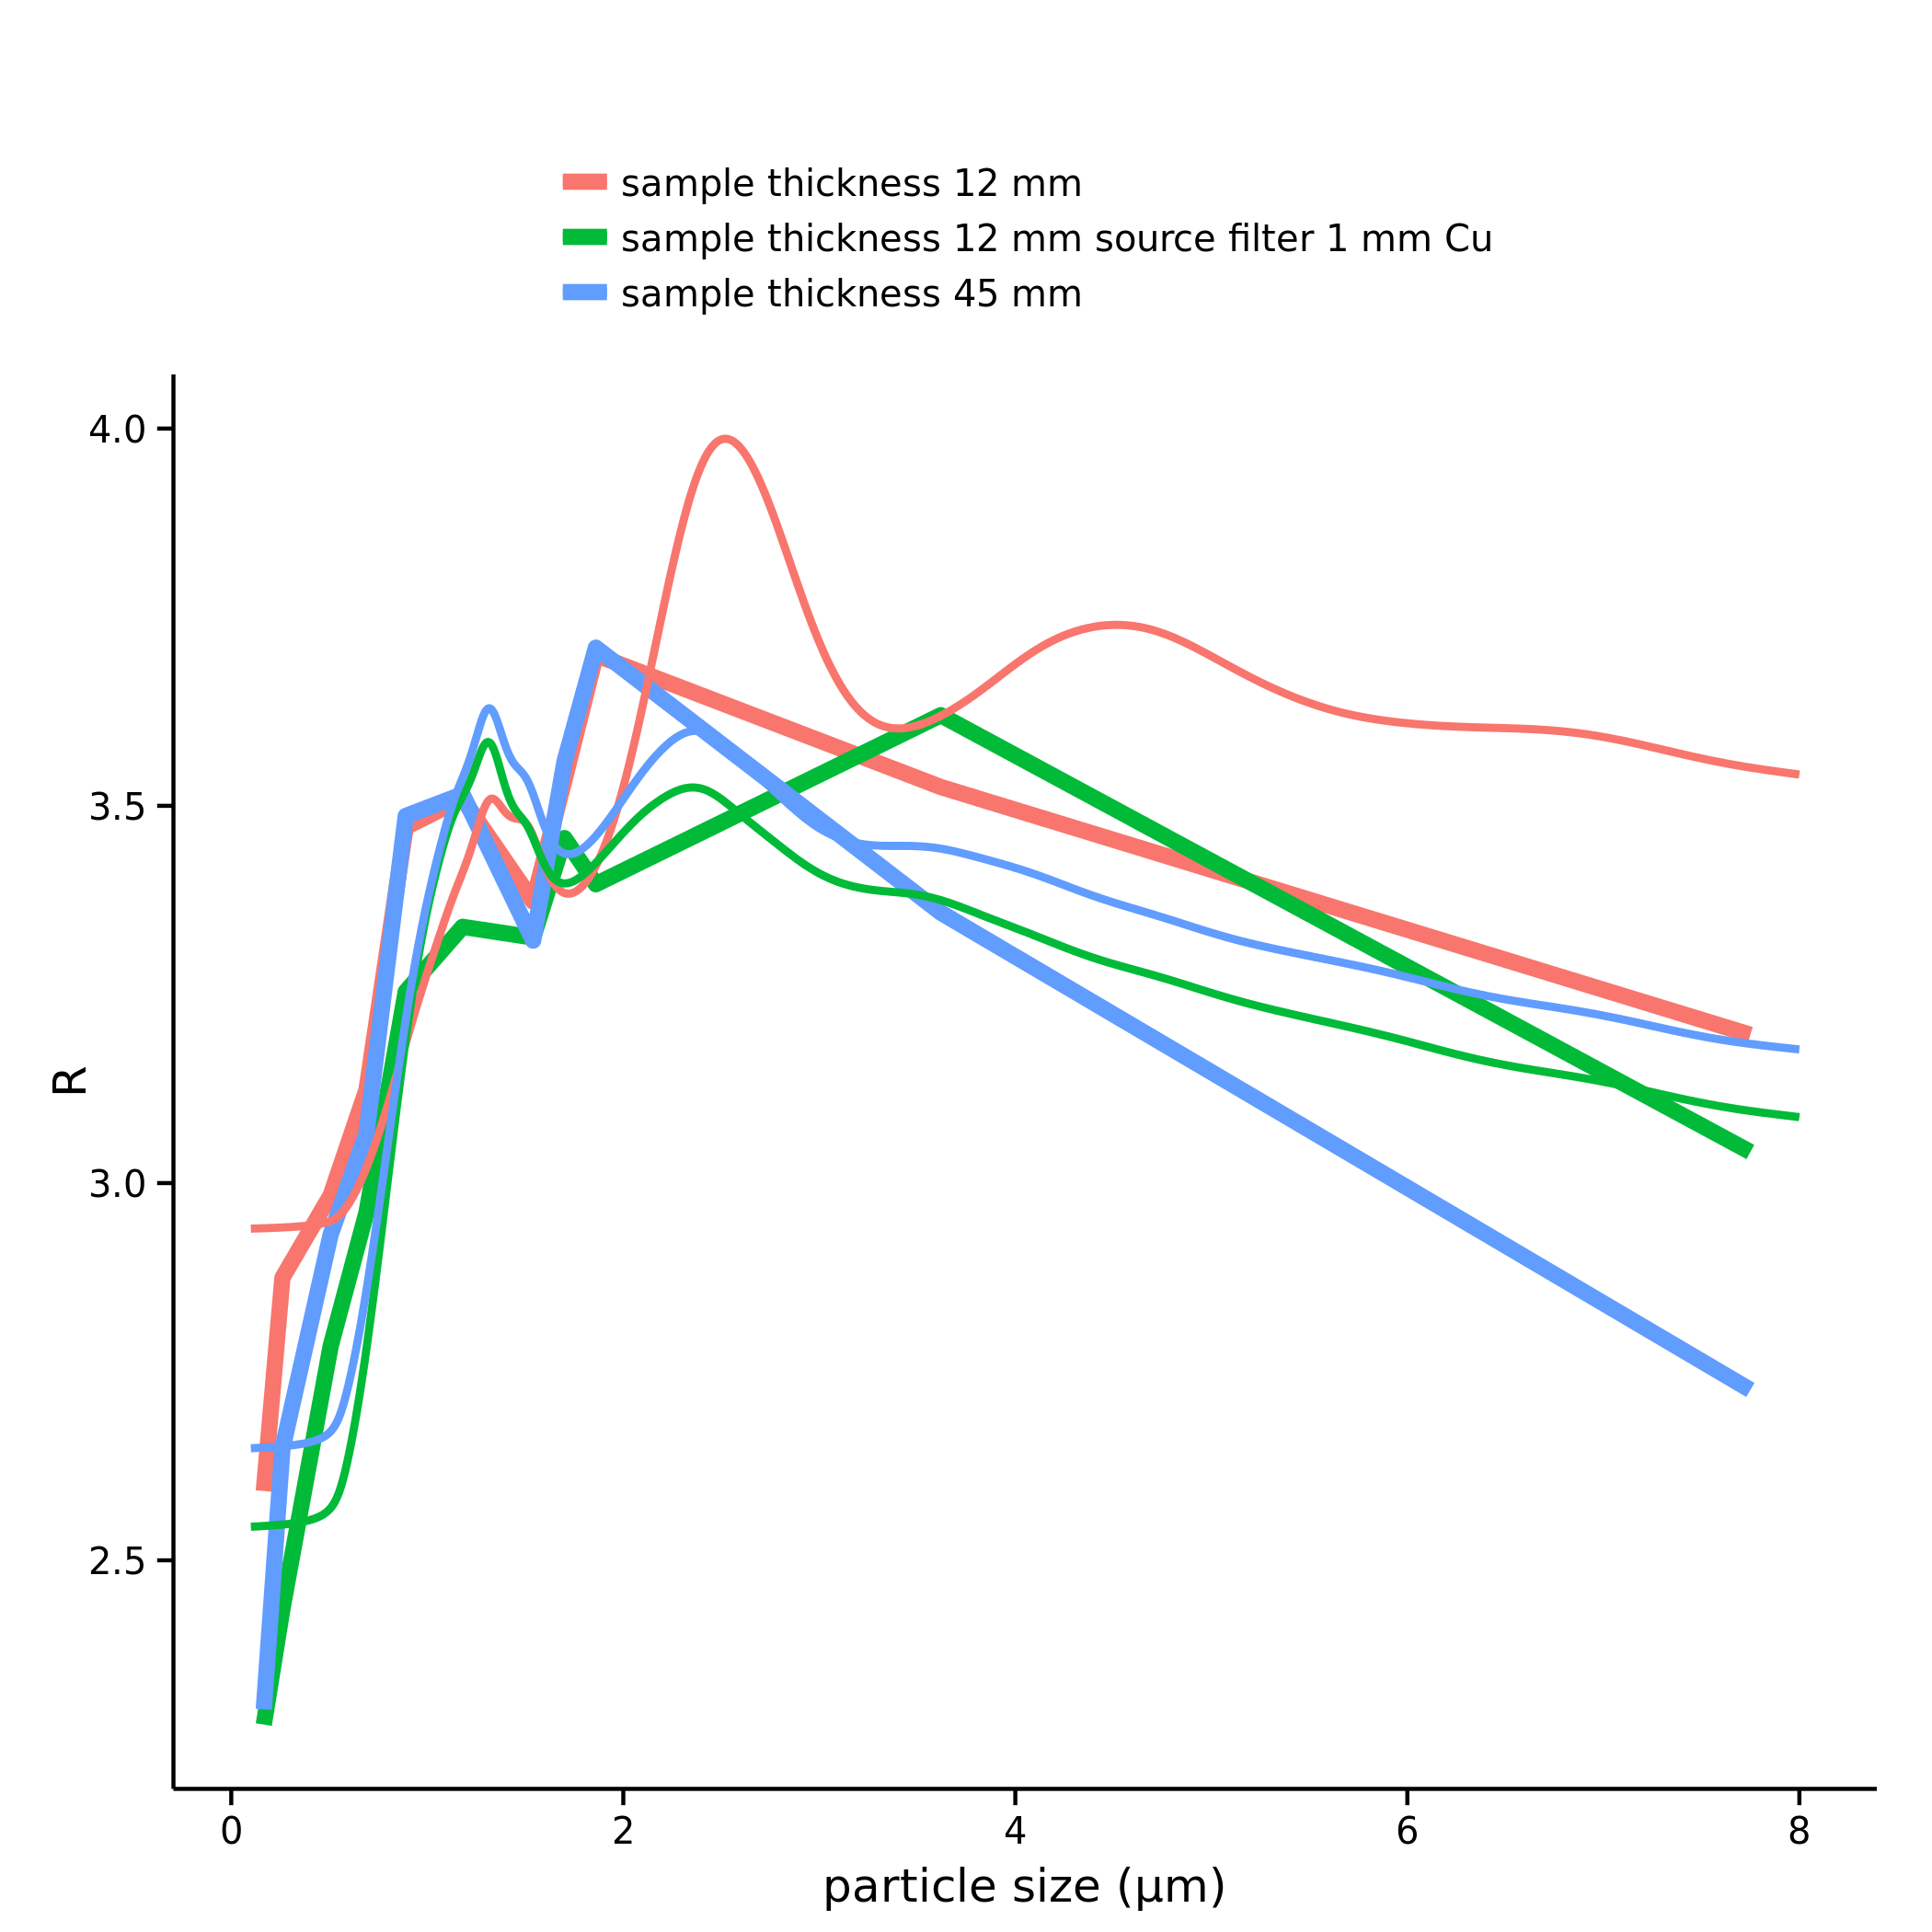 sample thickness 12 mm
sample thickness 12 mm source filter 1 mm Cu
sample thickness 45 mm
4.0
3.5
3.0
2.5
R
0 2 4 6 8
particle size (µm)